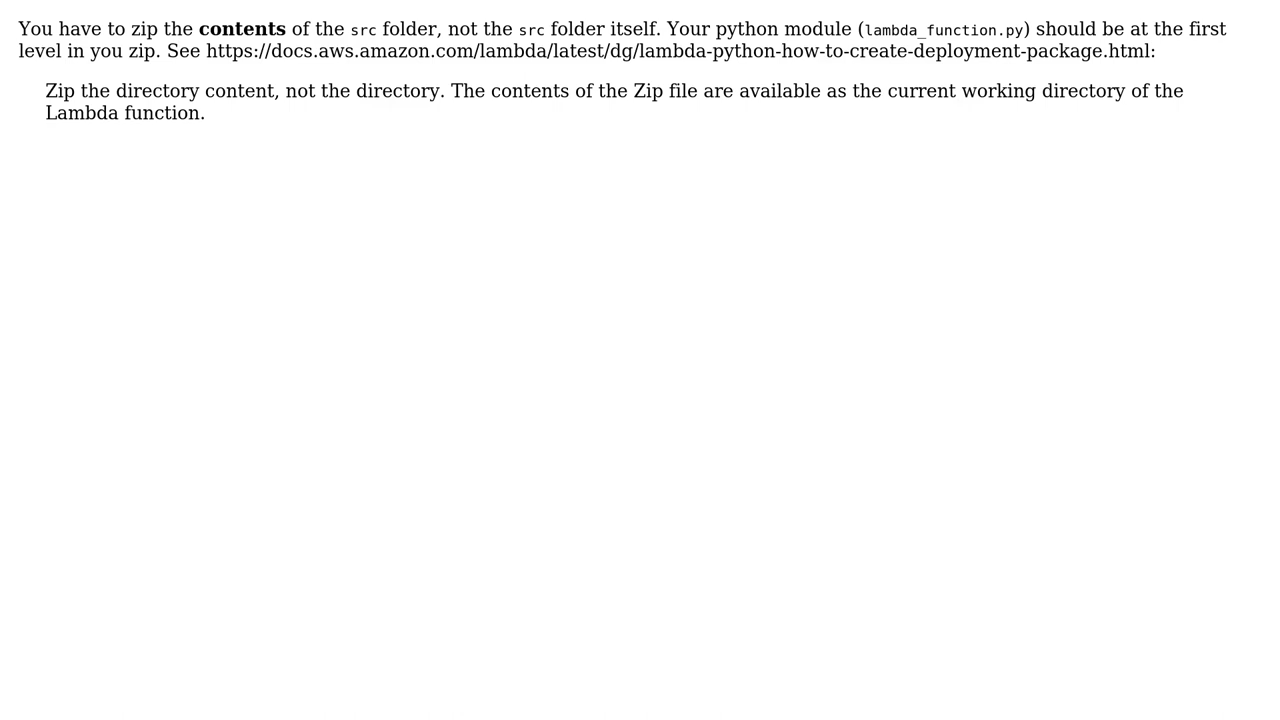 You have to zip the contents of the src folder, not the src folder itself. Your python module (lambda_function.py) should be at the first
level in you zip. See https://docs.aws.amazon.com/lambda/latest/dg/lambda-python-how-to-create-deployment-package.html:
Zip the directory content, not the directory. The contents of the Zip file are available as the current working directory of the
Lambda function.